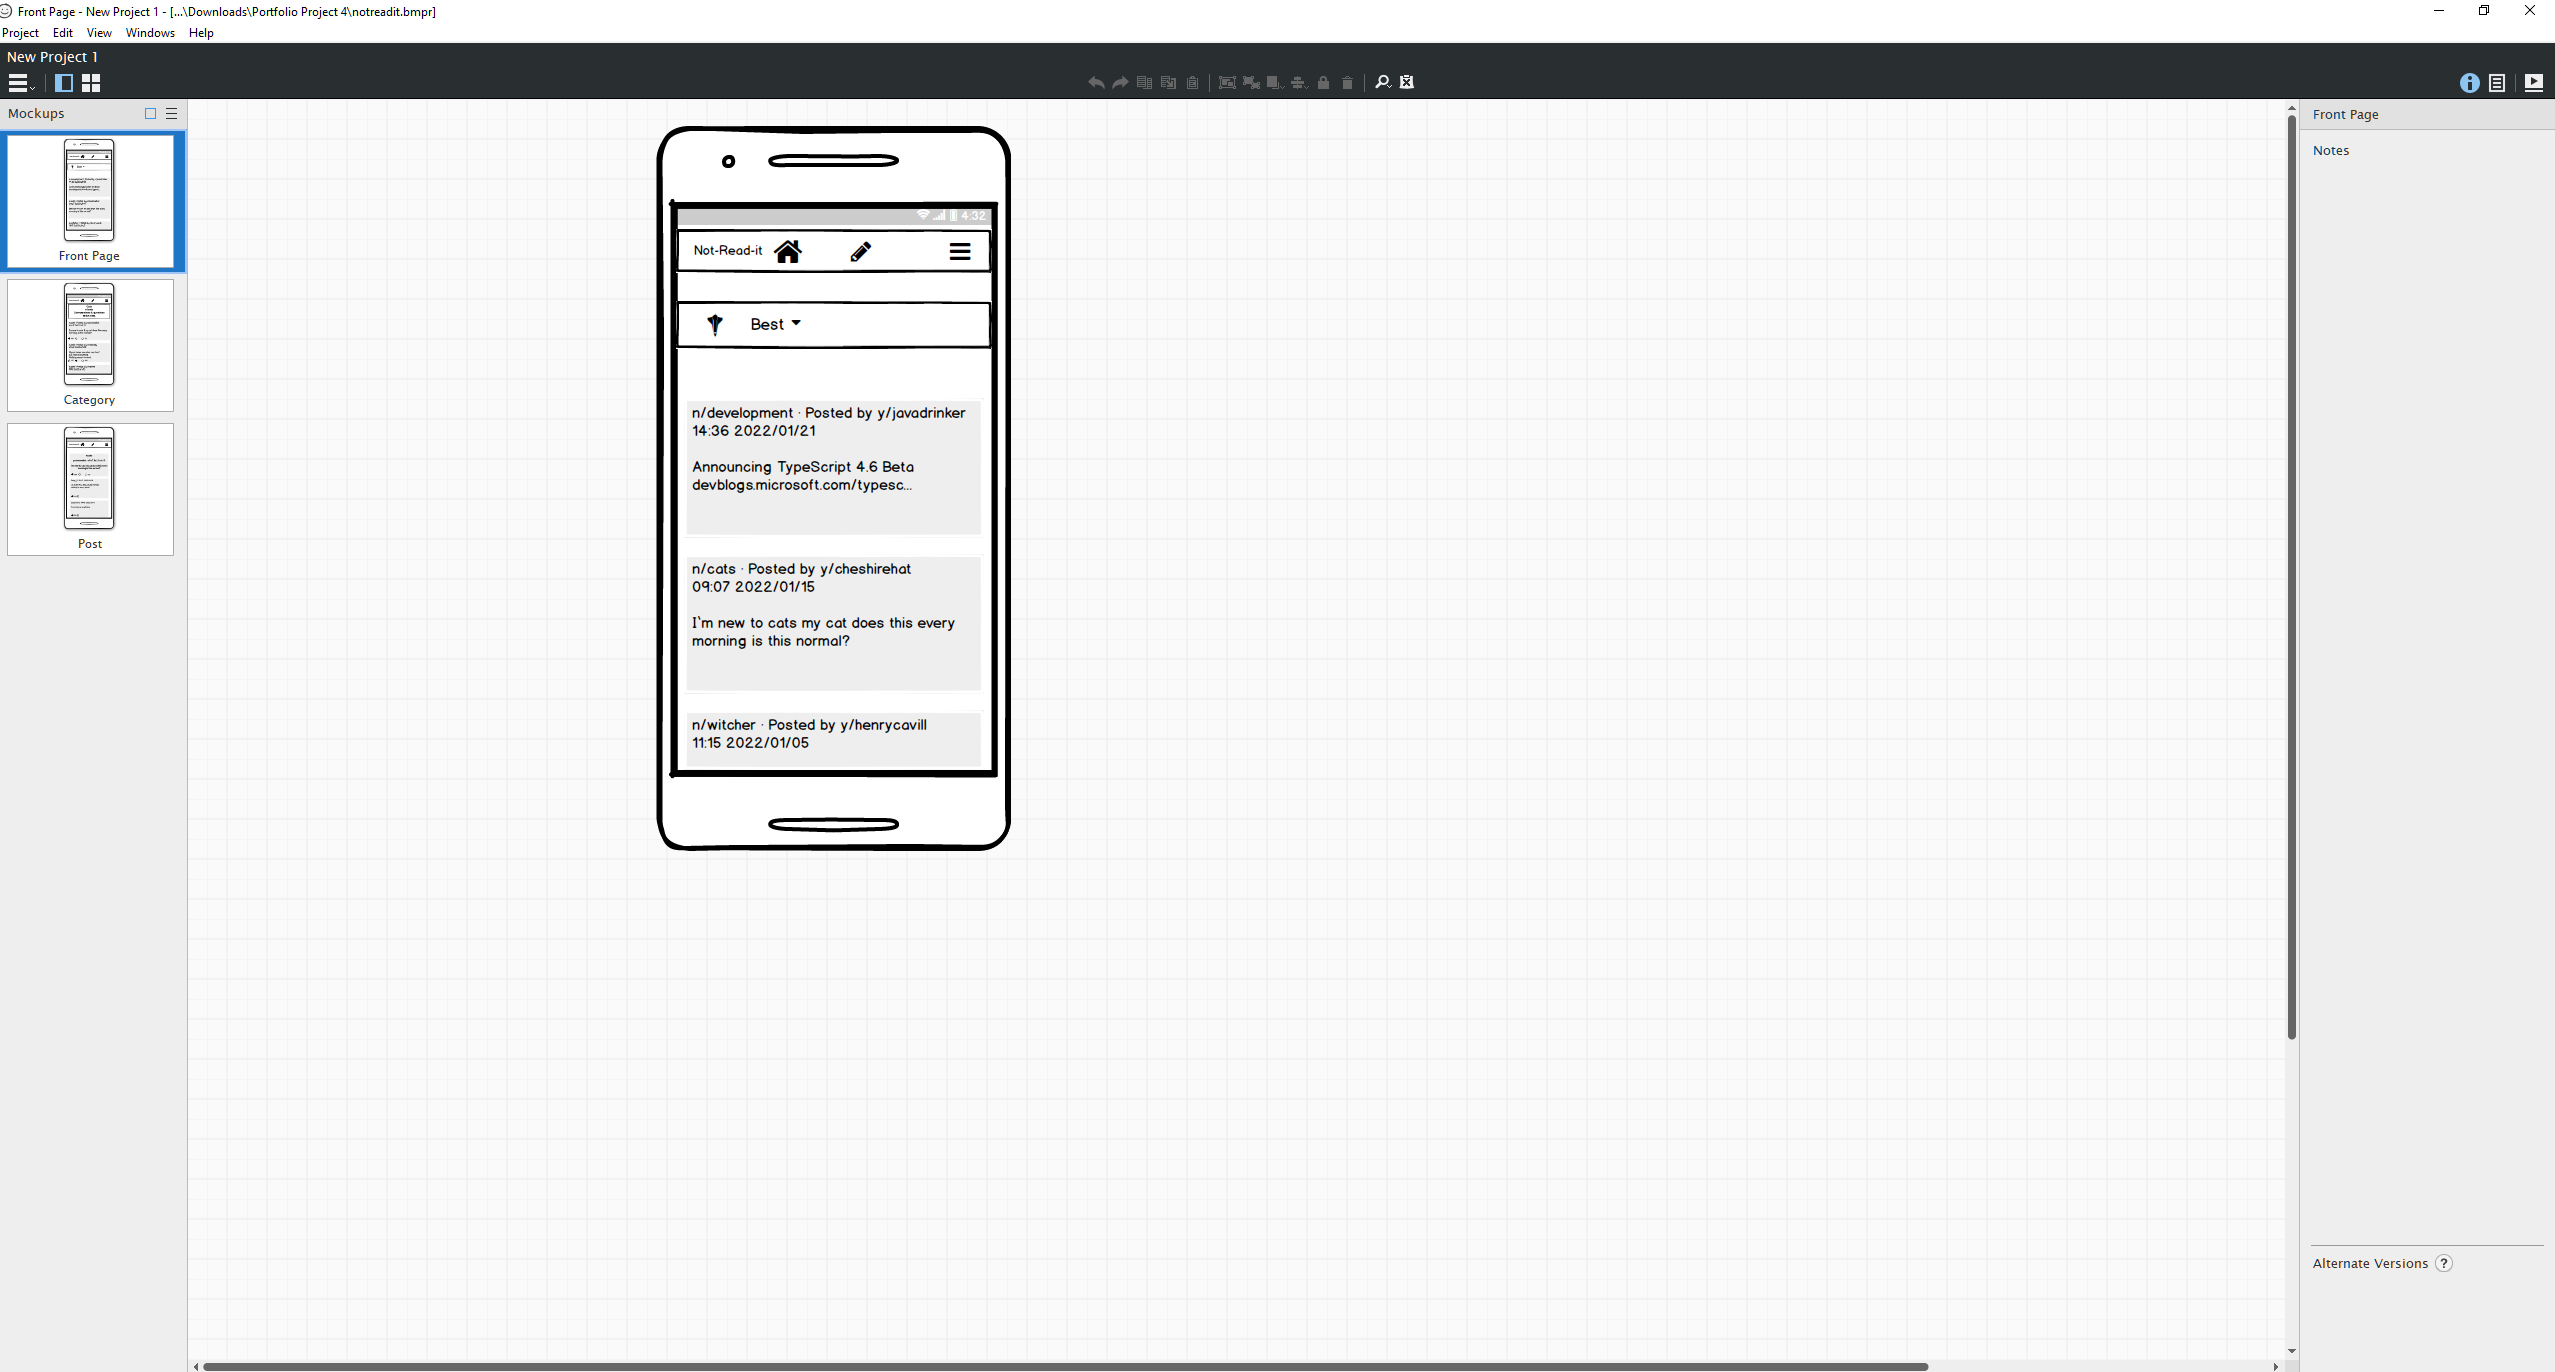 Front Page - New Project 1 - [...\Downloads\Portfolio Project 4\notreadit.bmpr]
Project Edit View Windows Help
New Project 1
Mockups
Front Page
Category
Post
4:32
Not-Read-it
Best
n/development · Posted by y/javadrinker
14:36 2022/01/21
Announcing TypeScript 4.6 Beta
devblogs.microsoft.com/typesc...
n/cats · Posted by y/cheshirehat
09:07 2022/01/15
I`m new to cats my cat does this every
morning is this normal?
n/witcher · Posted by y/henrycavill
11:15 2022/01/05
Front Page
Notes
Alternate Versions ?